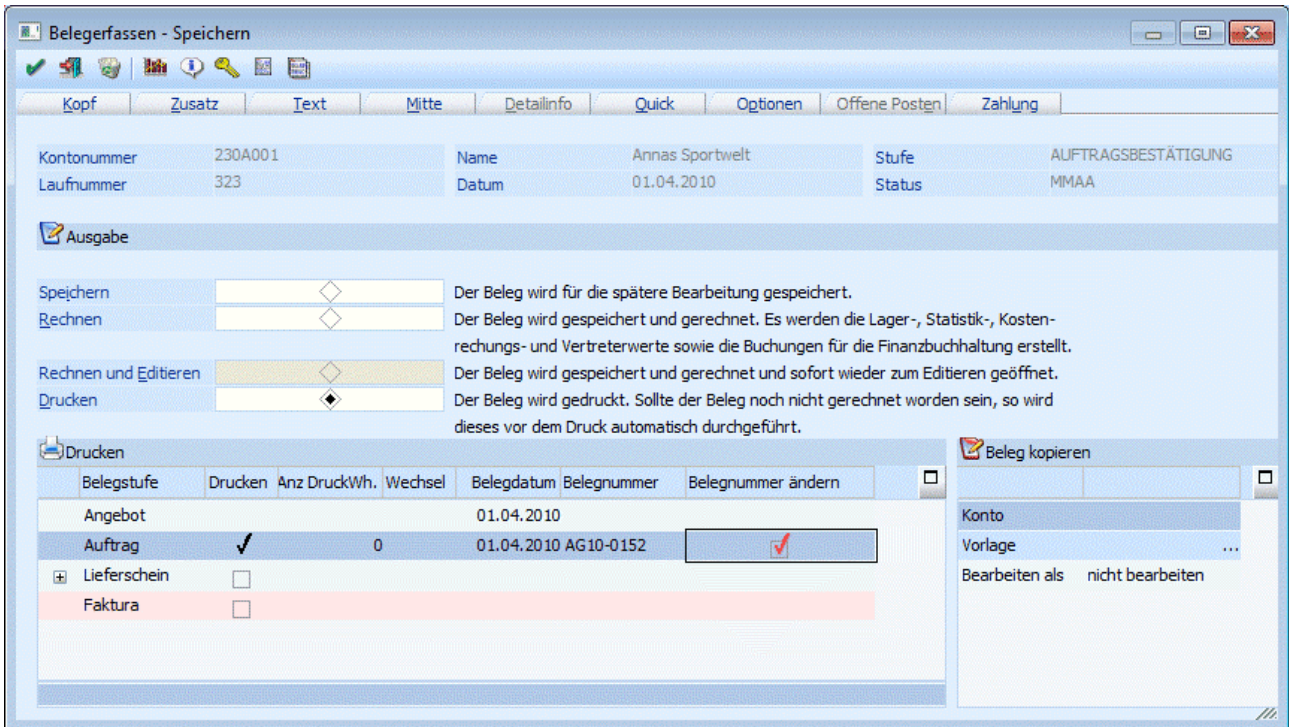 Belegerfassen - Speichern
Kopf Zusatz Text Mitte Detailinfo Quick Optionen Offene Posten Zahlung
Kontonummer 230A001 Name Annas Sportwelt Stufe AUFTRAGSBESTÄTIGUNG
Laufnummer 323 Datum 01.04.2010 Status MMAA
Ausgabe
Speichern Der Beleg wird für die spätere Bearbeitung gespeichert.
Rechnen Der Beleg wird gespeichert und gerechnet. Es werden die Lager-, Statistik-, Kosten-
rechungs- und Vertreterwerte sowie die Buchungen für die Finanzbuchhaltung erstellt.
Rechnen und Editieren Der Beleg wird gespeichert und gerechnet und sofort wieder zum Editieren geöffnet.
Drucken Der Beleg wird gedruckt. Sollte der Beleg noch nicht gerechnet worden sein, so wird
dieses vor dem Druck automatisch durchgeführt.
Drucken Beleg kopieren
Belegstufe Drucken Anz DruckWh. Wechsel Belegdatum Belegnummer Belegnummer ändern
Angebot 01.04.2010 Konto
Auftrag 0 01.04.2010 AG10-0152 Vorlage ...
Lieferschein Bearbeiten als nicht bearbeiten
Faktura